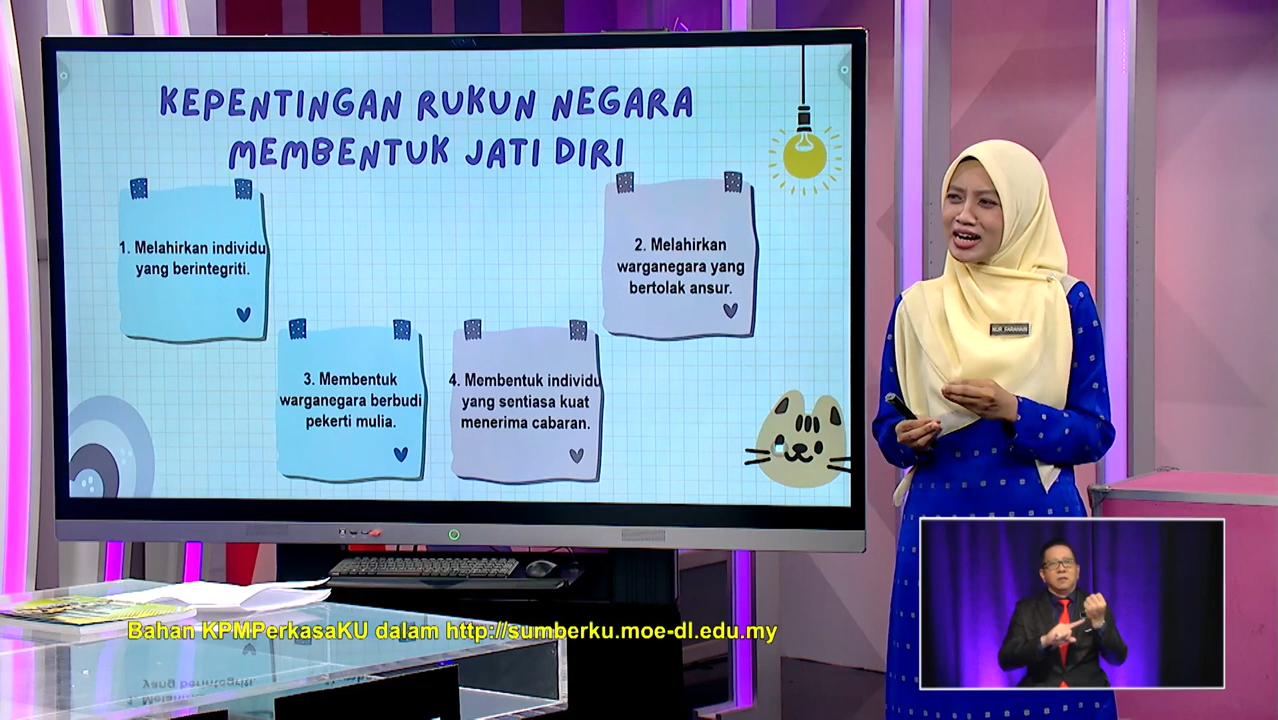 KEPENTINGAN RUKUN NEGARA
MEMBENTUK JATI DIRI
1. Melahirkan individu
yang berintegriti.
2. Melahirkan
warganegara yang
bertolak ansur.
3. Membentuk
warganegara berbudi
pekerti mulia.
4. Membentuk individu
yang sentiasa kuat
menerima cabaran.
NUR FARAHAIN
Bahan KPMPerkasaKU dalam http://sumberku.moe-dl.edu.my